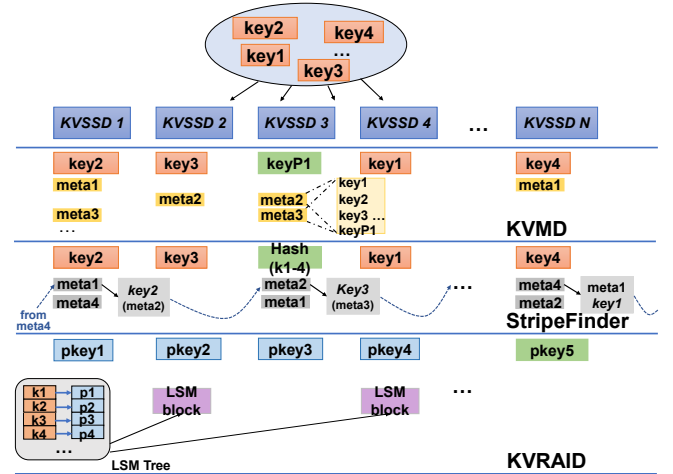 key2
key4
key1
...
key3
KVSSD 1
KVSSD 2
KVSSD 3
KVSSD 4
...
KVSSD N
key2
key3
keyP1
key1
key4
meta1
meta3
...
meta2
meta2
meta3
key1
key2
key3 ...
keyP1
meta1
KVMD
key2
key3
Hash
(k1-4)
key1
key4
meta1
meta4
key2
(meta2)
meta2
meta1
Key3
(meta3)
...
meta4
meta2
meta1
key1
from
meta4
StripeFinder
pkey1
pkey2
pkey3
pkey4
pkey5
k1
p1
k2
p2
k3
p3
k4
p4
...
LSM
block
LSM
block
...
LSM Tree
KVRAID